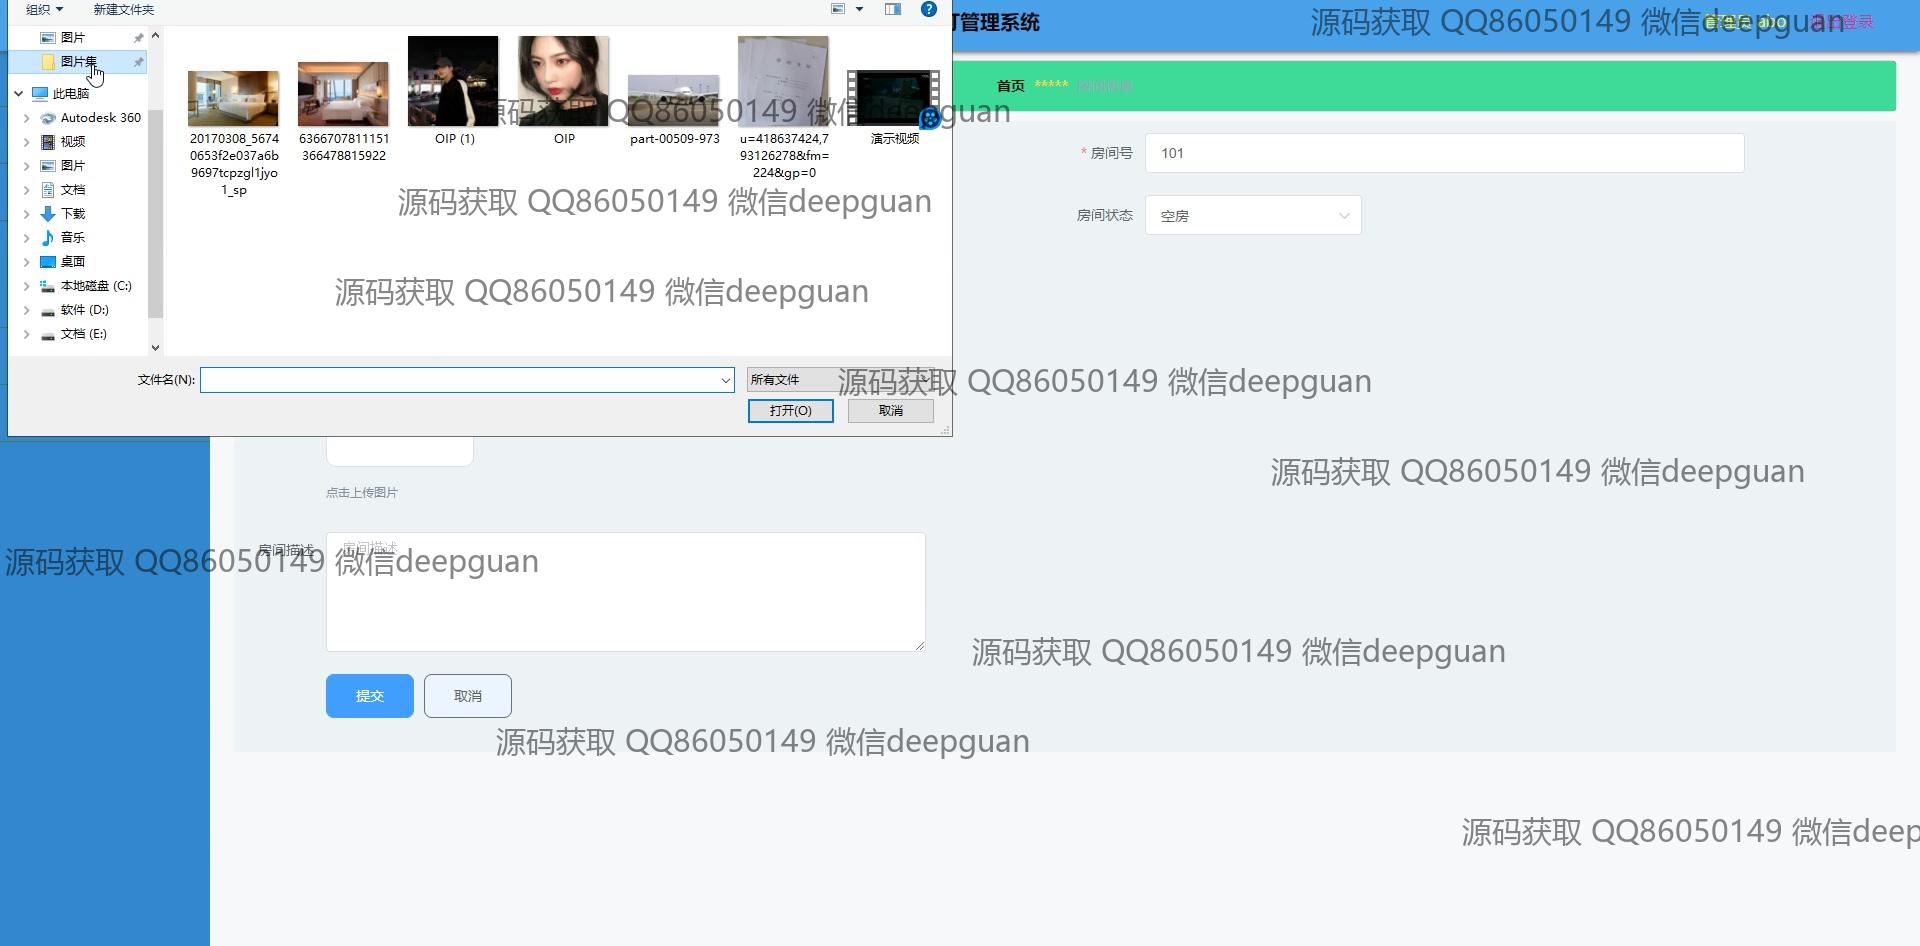 组织
新建文件夹
图片
图片集
此电脑
Autodesk 360
视频
图片
文档
下载
音乐
桌面
本地磁盘 (C:)
软件 (D:)
文档 (E:)
20170308_5674
0653f2e037a6b
9697tcpzgl1jyo
1_sp
6366707811151
366478815922
OIP (1)
OIP
part-00509-973
u=418637424,7
93126278&fm=
224&gp=0
演示视频
文件名(N):
所有文件
打开(O)
取消
管理系统
管理员 abo
退出登录
首页 *****
* 房间号 101
房间状态 空房
点击上传图片
房间描述
房间描述
提交
取消
源码获取 QQ86050149 微信deepguan
源码获取 QQ86050149 微信deepguan
源码获取 QQ86050149 微信deepguan
源码获取 QQ86050149 微信deepguan
源码获取 QQ86050149 微信deepguan
源码获取 QQ86050149 微信deepguan
源码获取 QQ86050149 微信deepguan
源码获取 QQ86050149 微信deepguan
源码获取 QQ86050149 微信deepguan
源码获取 QQ86050149 微信deep